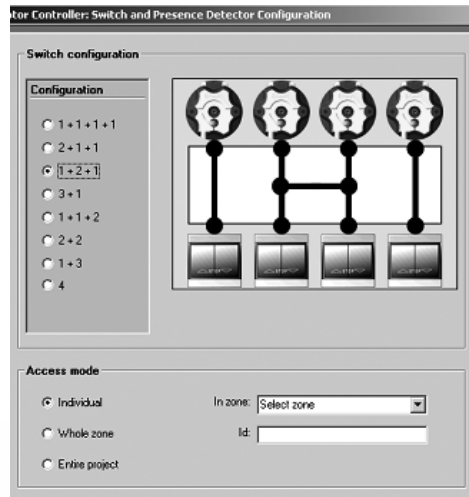 tor Controller: Switch and Presence Detector Configuration
Switch configuration
Configuration
1+1+1+1
2+1+1
1+2+1
3+1
1+1+2
2+2
1+3
4
Access mode
Individual
In zone: Select zone
Whole zone
Id:
Entire project